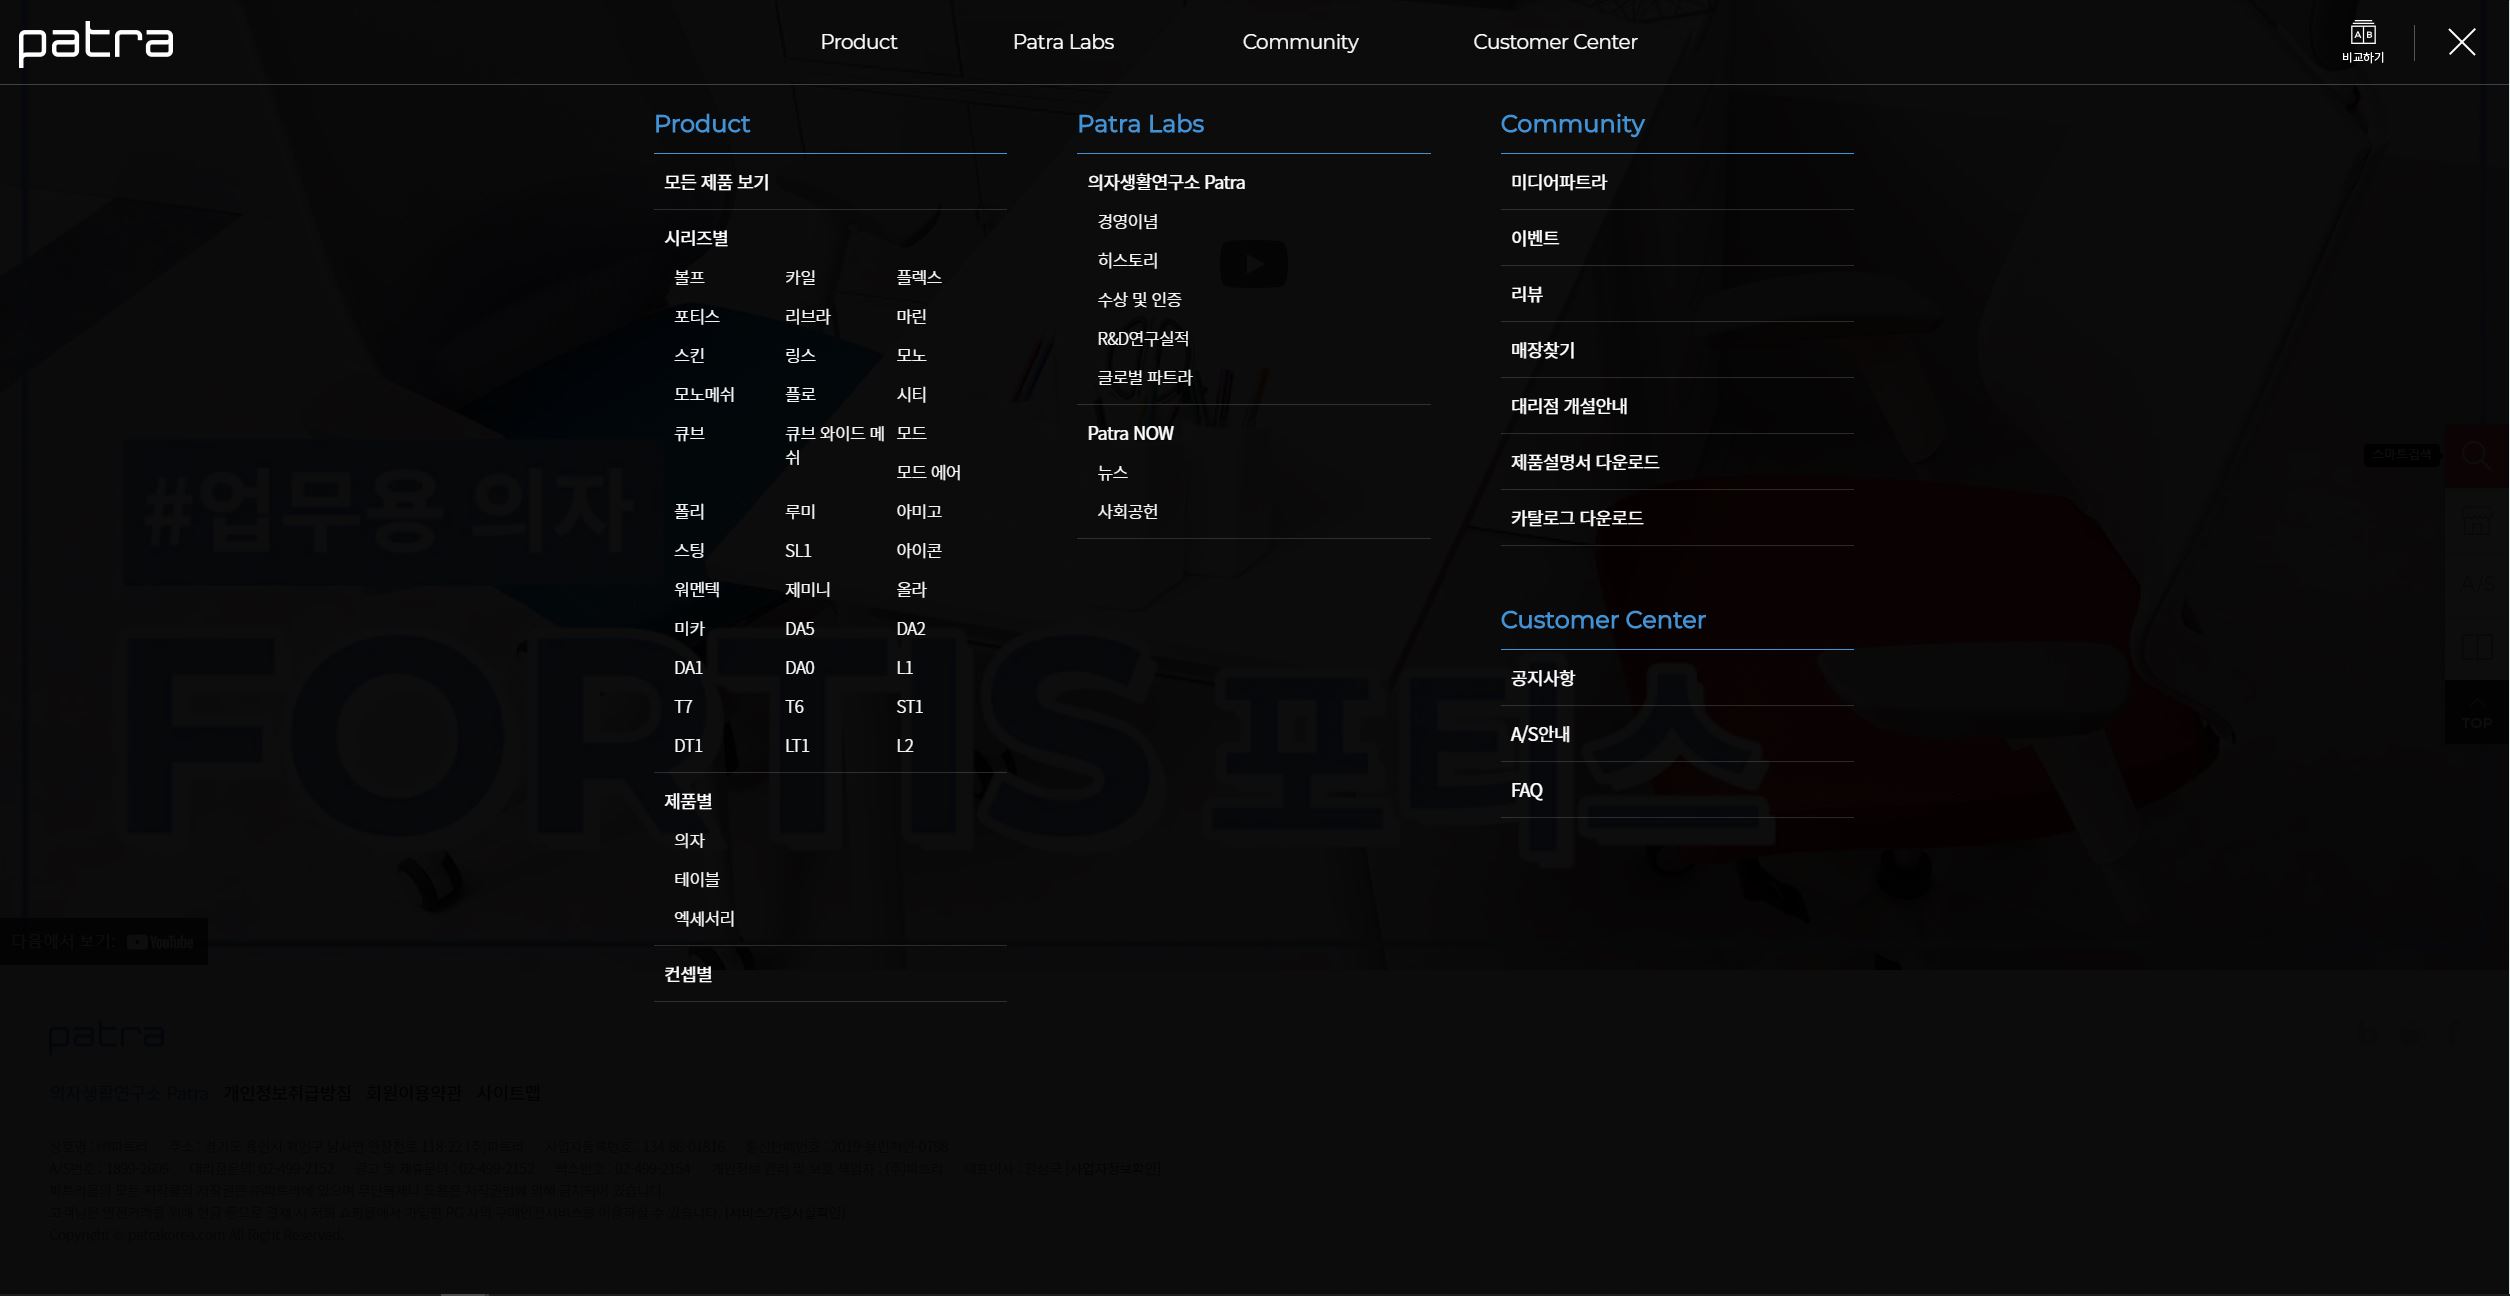 patra
Product
Patra Labs
Community
Customer Center
비교하기
Product
모든 제품 보기
시리즈별
볼프 카일 플렉스
포티스 리브라 마린
스킨 링스 모노
모노메쉬 플로 시티
큐브 큐브 와이드 메쉬 모드
모드 에어
폴리 루미 아미고
스팅 SL1 아이콘
워멘텍 제미니 올라
미카 DA5 DA2
DA1 DA0 L1
T7 T6 ST1
DT1 LT1 L2
제품별
의자
테이블
엑세서리
컨셉별
Patra Labs
의자생활연구소 Patra
경영이념
히스토리
수상 및 인증
R&D연구실적
글로벌 파트라
Patra NOW
뉴스
사회공헌
Community
미디어파트라
이벤트
리뷰
매장찾기
대리점 개설안내
제품설명서 다운로드
카탈로그 다운로드
Customer Center
공지사항
A/S안내
FAQ
#업무용 의자
FORTIS 포티스
스마트검색
A/S
TOP
다음에서 보기: YouTube
patra
의자생활연구소 Patra 개인정보취급방침 회원이용약관 사이트맵
Copyright © patrakorea.com All Right Reserved.